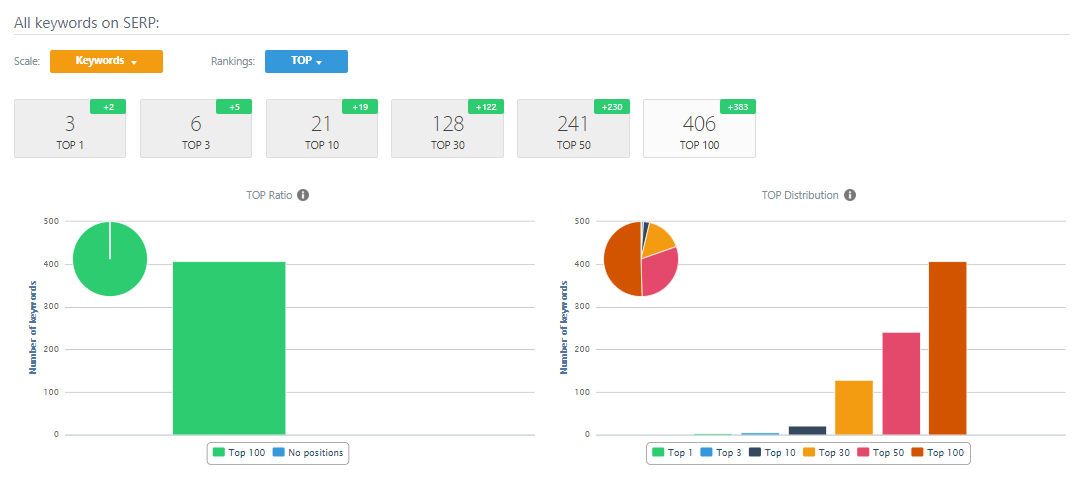 All keywords on SERP:
Scale: Keywords Rankings: TOP
+2 +5 +19 +122 +230 +383
3 6 21 128 241 406
TOP 1 TOP 3 TOP 10 TOP 30 TOP 50 TOP 100
TOP Ratio
500
400
300
200
100
0
Number of keywords
Top 100 No positions
TOP Distribution
500
400
300
200
100
0
Number of keywords
Top 1 Top 3 Top 10 Top 30 Top 50 Top 100